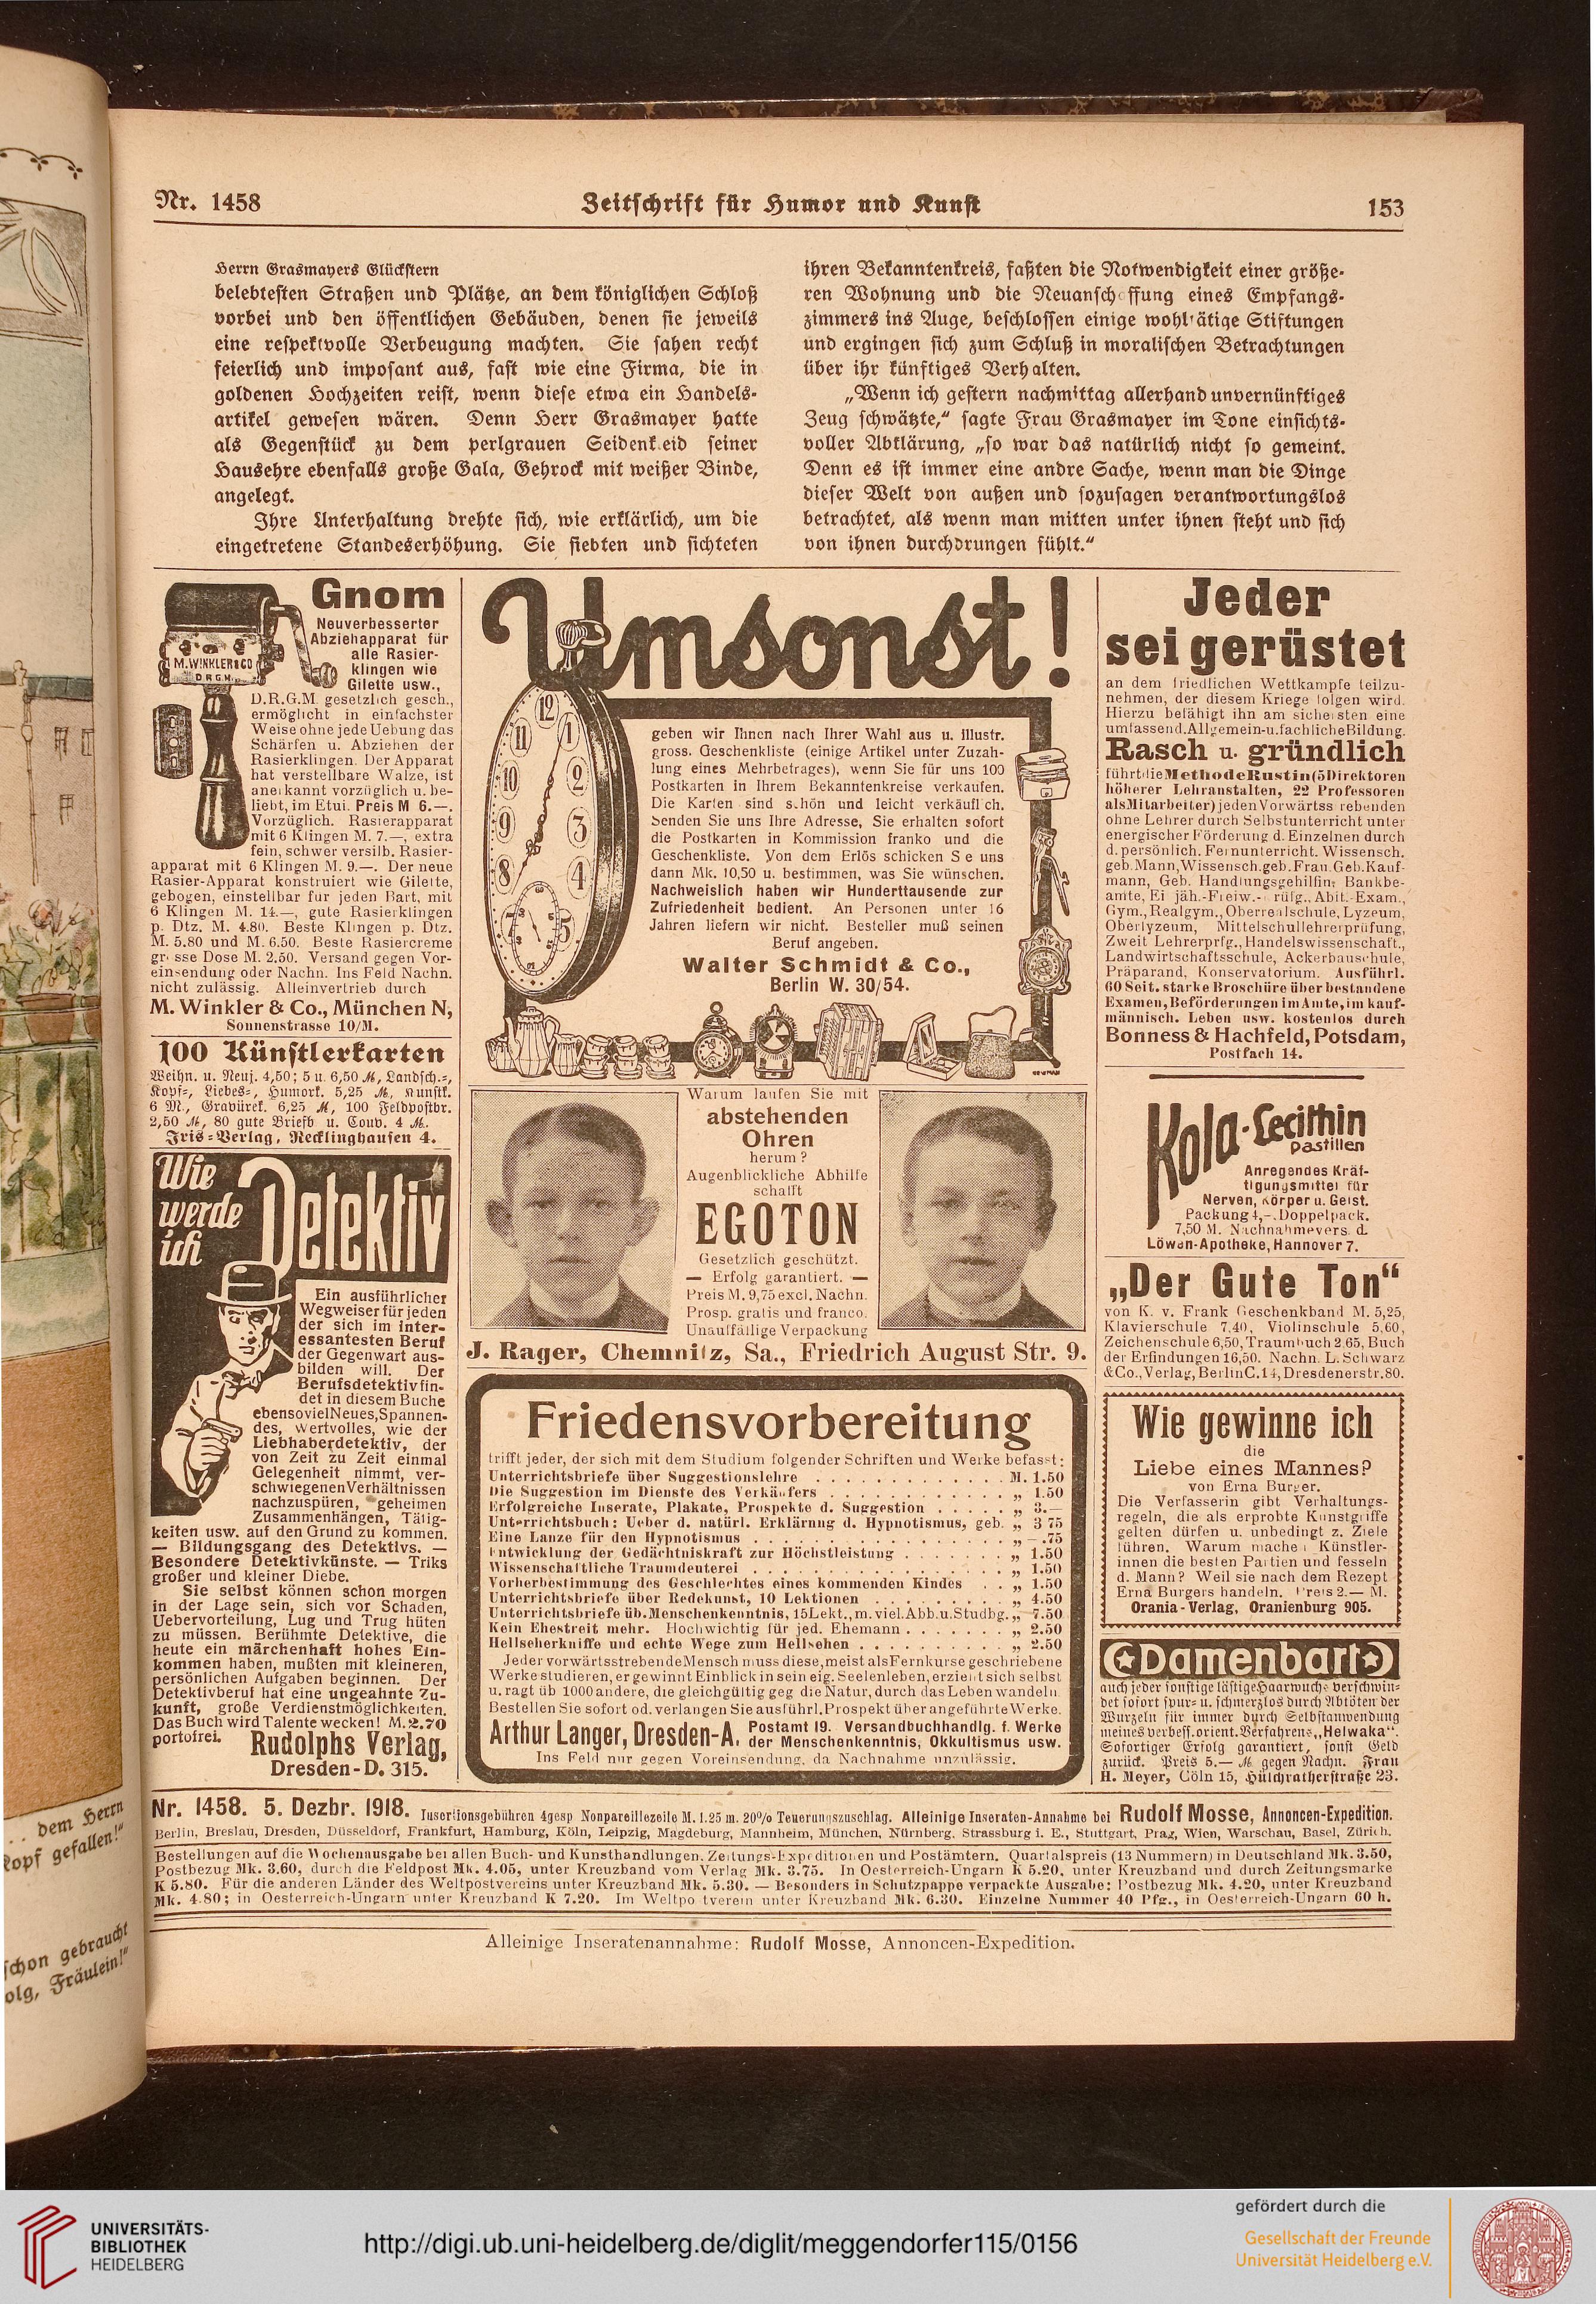 Nr. 1458
Zeitschrift für Humor und Kunst
153
Herrn Grasmayers Glückstern
belebtesten Straßen und Plätze, an dem königlichen Schloß
vorbei und den öffentlichen Gebäuden, denen sie jeweils
eine respektvolle Verbeugung machten. Sie sahen recht
feierlich und imposant aus, fast wie eine Firma, die in
goldenen Hochzeiten reist, wenn diese etwa ein Handels-
artikel gewesen wären. Denn Herr Grasmayer hatte
als Gegenstück zu dem perlgrauen Seidenk eid seiner
Hausehre ebenfalls große Gala, Gehrock mit weißer Binde,
angelegt.
Ihre Unterhaltung drehte sich, wie erklärlich, um die
eingetretene Standeserhöhung. Sie siebten und sichteten
ihren Bekanntenkreis, faßten die Notwendigkeit einer größe-
ren Wohnung und die Neuansch ffung eines Empfangs-
zimmers ins Auge, beschlossen einige wohltätige Stiftungen
und ergingen sich zum Schluß in moralischen Betrachtungen
über ihr künftiges Verhalten.
„Wenn ich gestern nachmittag allerhand unvernünftiges
Zeug schwätzte,“ sagte Frau Grasmayer im Tone einsichts-
voller Abklärung, „so war das natürlich nicht so gemeint.
Denn es ist immer eine andre Sache, wenn man die Dinge
dieser Welt von außen und sozusagen verantwortungslos
betrachtet, als wenn man mitten unter ihnen steht und sich
von ihnen durchdrungen fühlt.“
M. WINKLER & CO
D.R.G.M.
Gnom
Neuverbesserter
Abziehapparat für
alle Rasier-
klingen wie
Gilette usw.,
D.R.G.M. gesetzlich gesch.,
ermöglicht in einfachster
Weise ohne jede Uebung das
Schärfen u. Abziehen der
Rasierklingen. Der Apparat
hat verstellbare Walze, ist
anerkannt vorzüglich u. be-
liebt, im Etui. Preis M 6.—.
Vorzüglich. Rasierapparat
mit 6 Klingen M. 7.—, extra
fein, schwer versilb. Rasier-
apparat mit 6 Klingen M. 9.—. Der neue
Rasier-Apparat konstruiert wie Gilette,
gebogen, einstellbar für jeden Bart, mit
6 Klingen M. 14.—, gute Rasierklingen
p. Dtz. M. 4.80. Beste Klingen p. Dtz.
M. 5.80 und M. 6.50. Beste Rasiercreme
gr sse Dose M. 2.50. Versand gegen Vor-
einsendung oder Nachn. Ins Feld Nachn.
nicht zulässig. Alleinvertrieb durch
M. Winkler & Co., München N,
Sonnenstrasse 10/M.
100 Künstlerkarten
Weihn. u. Neuj. 4,50; 5 u. 6,50 M, Landsch.-,
Kopf-, Liebes-, Humork. 5,25 M, Kunstk.
6 M., Gravürek. 6,25 M, 100 Feldpostbr.
2,50 M, 80 gute Briefb u. Couv. 4 M.
Iris-Verlag, Recklinghausen 4.
Wie
werde
ich
Detektiv
Ein ausführlicher
Wegweiser für jeden
der sich im inter-
essantesten Beruf
der Gegenwart aus-
bilden will. Der
Berufsdetektiv fin-
det in diesem Buche
ebensoviel Neues, Spannen-
des, Wertvolles, wie der
Liebhaberdetektiv, der
von Zeit zu Zeit einmal
Gelegenheit nimmt, ver-
schwiegenen Verhältnissen
nachzuspüren, geheimen
Zusammenhängen, Tätig-
keiten usw. auf den Grund zu kommen.
— Bildungsgang des Detektivs. —
Besondere Detektivkünste. — Triks
großer und kleiner Diebe.
Sie selbst können schon morgen
in der Lage sein, sich vor Schaden,
Uebervorteilung, Lug und Trug hüten
zu müssen. Berühmte Detektive, die
heute ein märchenhaft hohes Ein-
kommen haben, mußten mit kleineren,
persönlichen Aufgaben beginnen. Der
Detektivberuf hat eine ungeahnte Zu-
kunft, große Verdienstmöglichkeiten.
Das Buch wird Talente wecken! M. 2.70
portofrei.
Rudolphs Verlag,
Dresden-D. 315.
Umsonst!
12 1 2 3 4 5 7 8 9 10 11
geben wir Ihnen nach Ihrer Wahl aus u. illustr.
gross. Geschenkliste (einige Artikel unter Zuzah-
lung eines Mehrbetrages), wenn Sie für uns 100
Postkarten in Ihrem Bekanntenkreise verkaufen.
Die Karten sind schön und leicht verkäufl ch.
Senden Sie uns Ihre Adresse, Sie erhalten sofort
die Postkarten in Kommission franko und die
Geschenkliste. Von dem Erlös schicken S e uns
dann Mk. 10,50 u. bestimmen, was Sie wünschen.
Nachweislich haben wir Hunderttausende zur
Zufriedenheit bedient. An Personen unter 16
Jahren liefern wir nicht. Besteller muß seinen
Beruf angeben.
Walter Schmidt & Co.,
Berlin W. 30/54.
Warum laufen Sie mit
abstehenden
Ohren
herum?
Augenblickliche Abhilfe
schafft
EGOTON
Gesetzlich geschützt.
— Erfolg garantiert. —
Preis M. 9,75 excl. Nachn.
Prosp. gratis und franco.
Unauffällige Verpackung
J. Rager, Chemnitz, Sa., Friedrich August Str. 9.
Friedensvorbereitung
trifft jeder, der sich mit dem Studium folgender Schriften und Werke befasst:
Unterrichtsbriefe über Suggestionslehre . . . M. 1.50
Die Suggestion im Dienste des Verkäufers . . . „ 1.50
Erfolgreiche Inserate, Plakate, Prospekte d. Suggestion . . . „ 3.—
Unterrichtsbuch: Ueber d. natürl. Erklärung d. Hypnotismus, geb. „ 3 75
Eine Lanze für den Hypnotismus . . . „ —.75
Entwicklung der Gedächtniskraft zur Höchstleistung . . . „ 1.50
Wissenschaftliche Traumdeuterei . . . „ 1.50
Vorherbestimmung des Geschlechtes eines kommenden Kindes . . „ 1.50
Unterrichtsbriefe über Redekunst, 10 Lektionen . . . „ 4.50
Unterrichtsbriefe üb. Menschenkenntnis, 15 Lekt., m. viel. Abb. u. Studbg. „ 7.50
Kein Ehestreit mehr. Hochwichtig für jed. Ehemann . . . „ 2.50
Hellseherkniffe und echte Wege zum Hellsehen . . . „ 2.50
Jeder vorwärtsstrebende Mensch muss diese, meist als Fernkurse geschriebene
Werke studieren, er gewinnt Einblick in sein eig. Seelenleben, erzieht sich selbst
u. ragt üb 1000 andere, die gleichgültig geg die Natur, durch das Leben wandeln
Bestellen Sie sofort od. verlangen Sie ausführl. Prospekt über angeführte Werke.
Arthur Langer, Dresden-A. Postamt 19. Versandbuchhandlg. f. Werke
der Menschenkenntnis, Okkultismus usw.
Ins Feld nur gegen Voreinsendung, da Nachnahme unzulässig.
Jeder
sei gerüstet
an dem friedlichen Wettkampfe teilzu-
nehmen, der diesem Kriege folgen wird.
Hierzu befähigt ihn am sichersten eine
umfassend. Allgemein- u. fachliche Bildung.
Rasch u. gründlich
führt die Methode Rustin (5 Direktoren
höherer Lehranstalten, 22 Professoren
als Mitarbeiter) jeden Vorwärtss rebenden
ohne Lehrer durch Selbstunterricht unter
energischer Förderung d. Einzelnen durch
d. persönlich. Fernunterricht. Wissensch.
geb. Mann, Wissensch. geb. Frau. Geb. Kauf-
mann, Geb. Handlungsgehilfin, Bankbe-
amte, Ei jäh.-Freiw.- rüfg., Abit.-Exam.,
Gym., Realgym., Oberrealschule, Lyzeum,
Oberlyzeum, Mittelschullehrerprüfung,
Zweit Lehrerprfg., Handelswissenschaft.,
Landwirtschaftsschule, Ackerbauschule,
Präparand, Konservatorium. Ausführl.
60 Seit. starke Broschüre über bestandene
Examen, Beförderungen im Amte, im kauf-
männisch. Leben usw. kostenlos durch
Bonness & Hachfeld, Potsdam,
Postfach 14.
Kola-Lecithin
Pastillen
Anregendes Kräf-
tigungsmittel für
Nerven, Körper u. Geist.
Packung 4,-. Doppelpack.
7,50 M. Nachnahmevers. d.
Löwen-Apotheke, Hannover 7.
„Der Gute Ton“
von K. v. Frank Geschenkband M. 5,25,
Klavierschule 7.40, Violinschule 5,60,
Zeichenschule 6,50, Traumbuch 2.65, Buch
der Erfindungen 16,50. Nachn. L. Schwarz
& Co., Verlag, Berlin C. 14, Dresdenerstr. 80.
Wie gewinne ich
die
Liebe eines Mannes?
von Erna Burger.
Die Verfasserin gibt Verhaltungs-
regeln, die als erprobte Kunstgriffe
gelten dürfen u. unbedingt z. Ziele
führen. Warum mache Künstler-
innen die besten Partien und fesseln
d. Mann? Weil sie nach dem Rezept
Erna Burgers handeln. Preis 2.— M.
Orania-Verlag, Oranienburg 905.
Damenbart
auch jeder sonstige lästige Haarwuchs verschwin-
det sofort spur- u. schmerzlos durch Abtöten der
Wurzeln für immer durch Selbstanwendung
meines verbess. orient. Verfahrens „Helwaka“.
Sofortiger Erfolg garantiert, sonst Geld
zurück. Preis 5.— M gegen Nachn. Frau
H. Meyer, Cöln 15, Hülchratherstraße 23.
Nr. 1458. 5. Dezbr. 1918. Insertionsgebühren 4gesp Nonpareillezeile M. 1.25 m. 20% Teuerungszuschlag. Alleinige Inseraten-Annahme bei Rudolf Mosse, Annoncen-Expedition.
Berlin, Breslau, Dresden, Düsseldorf, Frankfurt, Hamburg, Köln, Leipzig, Magdeburg, Mannheim, München, Nürnberg, Strassburg i. E., Stuttgart, Prag, Wien, Warschau, Basel, Zürich.
Bestellungen auf die Wochenausgabe bei allen Buch- und Kunsthandlungen, Zeitungs-Expeditionen und Postämtern. Quartalspreis (13 Nummern) in Deutschland Mk. 3.50,
Postbezug Mk. 3.60, durch die Feldpost Mk. 4.05, unter Kreuzband vom Verlag Mk. 3.75. In Oesterreich-Ungarn K 5.20, unter Kreuzband und durch Zeitungsmarke
K 5.80. Für die anderen Länder des Weltpostvereins unter Kreuzband Mk. 5.30. — Besonders in Schutzpappe verpackte Ausgabe: Postbezug Mk. 4.20, unter Kreuzband
Mk. 4.80; in Oesterreich-Ungarn unter Kreuzband K 7.20. Im Weltpo tverein unter Kreuzband Mk. 6.30. Einzelne Nummer 40 Pfg., in Oesterreich-Ungarn 60 h.
Alleinige Inseratenannahme: Rudolf Mosse, Annoncen-Expedition.
dem Herrn
Kopf gefallen!“
schon gebraucht
olg, Fräulein!“
UNIVERSITÄTS-
BIBLIOTHEK
HEIDELBERG
http://digi.ub.uni-heidelberg.de/diglit/meggendorfer115/0156
gefördert durch die
Gesellschaft der Freunde
Universität Heidelberg e.V.